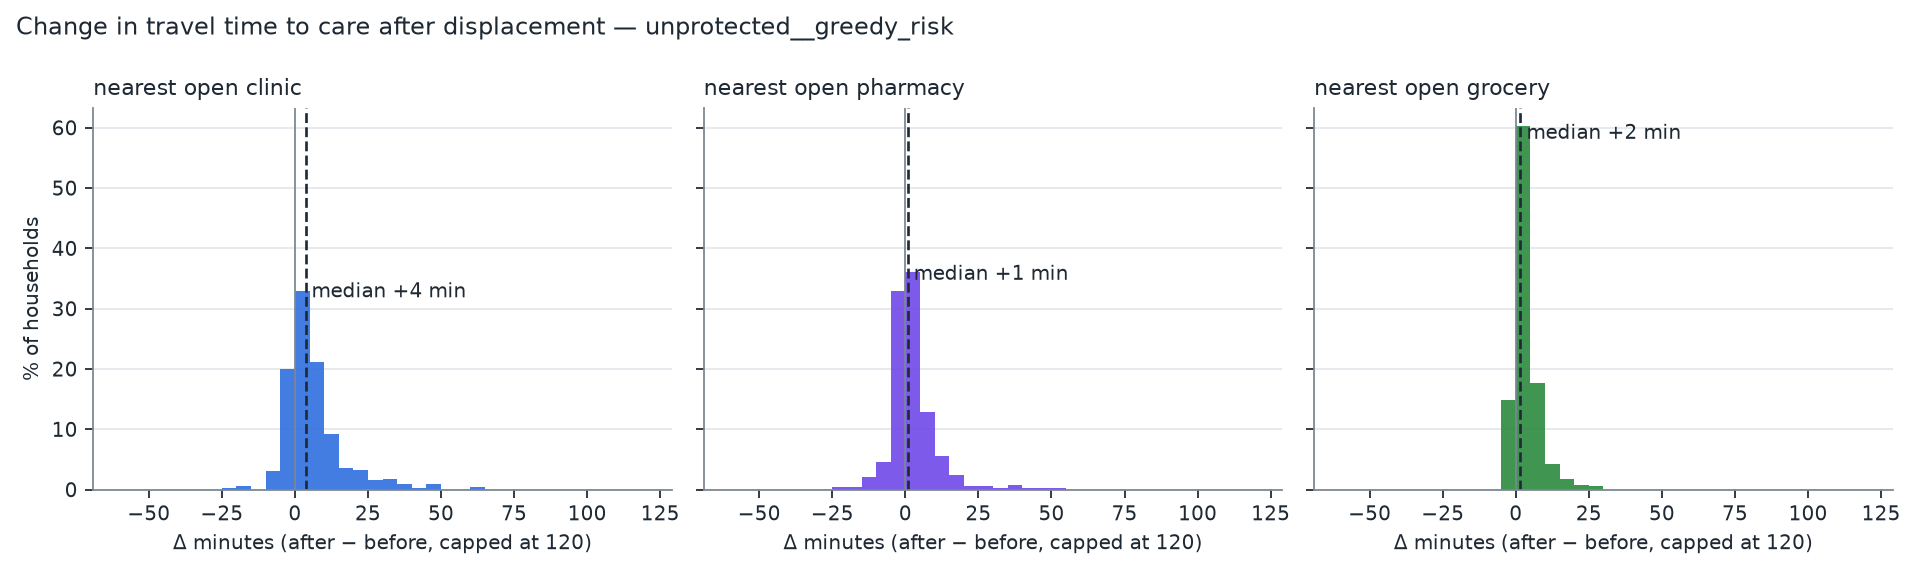 Change in travel time to care after displacement — unprotected__greedy_risk
nearest open clinic
nearest open pharmacy
nearest open grocery
% of households
60
50
40
30
20
10
0
median +4 min
median +1 min
median +2 min
−50 −25 0 25 50 75 100 125
−50 −25 0 25 50 75 100 125
−50 −25 0 25 50 75 100 125
Δ minutes (after − before, capped at 120)
Δ minutes (after − before, capped at 120)
Δ minutes (after − before, capped at 120)